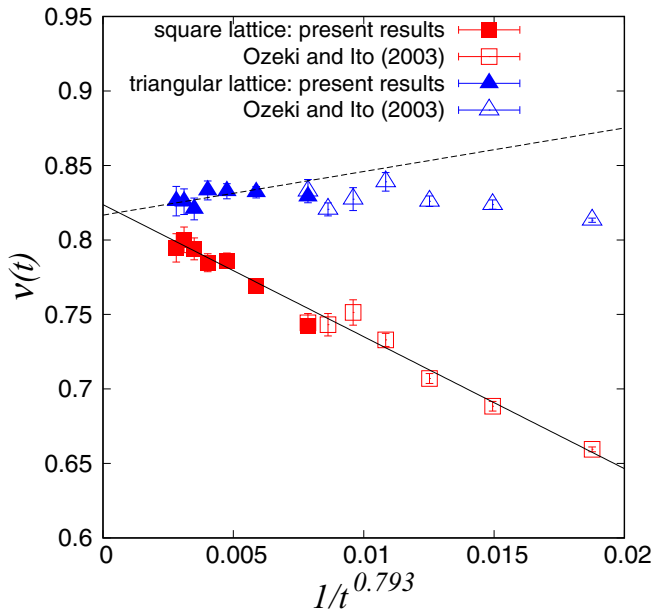 0.95
0.9
0.85
0.8
0.75
0.7
0.65
0.6
ν(t)
square lattice: present results
Ozeki and Ito (2003)
triangular lattice: present results
Ozeki and Ito (2003)
0 0.005 0.01 0.015 0.02
1/t^0.793